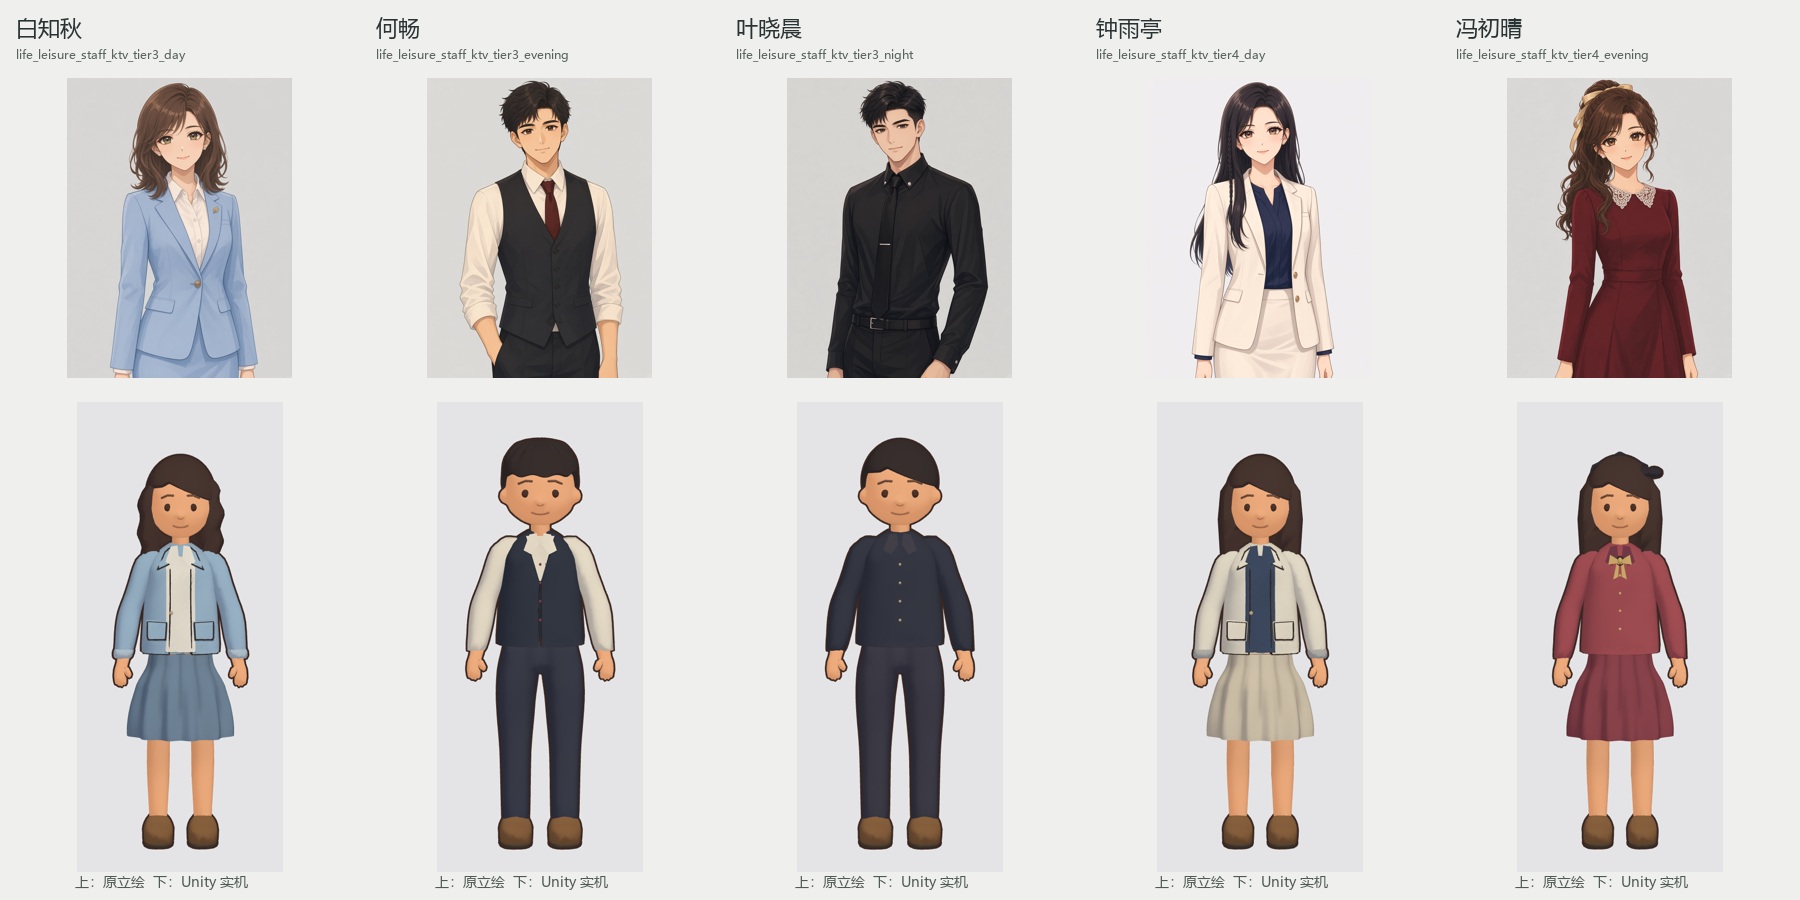 白知秋
life_leisure_staff_ktv_tier3_day
何畅
life_leisure_staff_ktv_tier3_evening
叶晓晨
life_leisure_staff_ktv_tier3_night
钟雨亭
life_leisure_staff_ktv_tier4_day
冯初晴
life_leisure_staff_ktv_tier4_evening
上：原立绘 下：Unity 实机
上：原立绘 下：Unity 实机
上：原立绘 下：Unity 实机
上：原立绘 下：Unity 实机
上：原立绘 下：Unity 实机